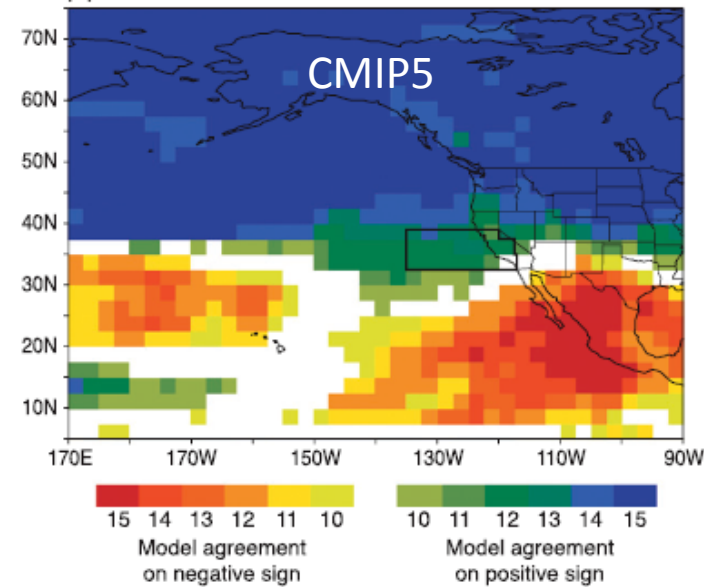 70N
CMIP5
60N
50N
40N
30N
20N
10N
170E 170W 150W 130W 110W 90W
15 14 13 12 11 10 10 11 12 13 14 15
Model agreement Model agreement
on negative sign on positive sign